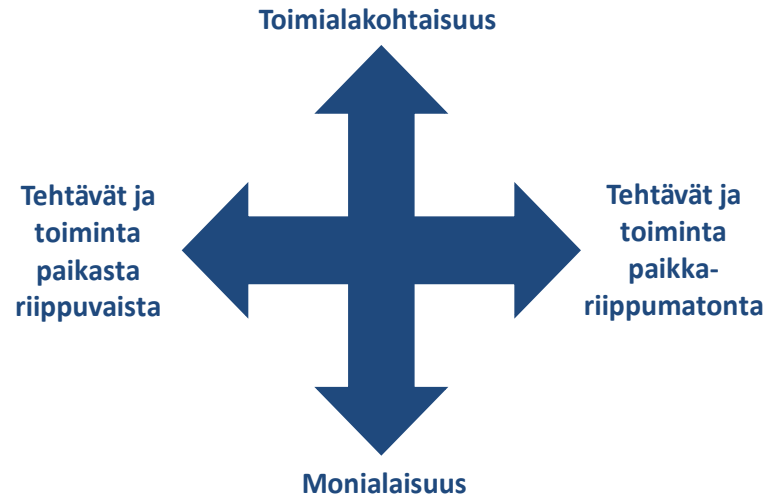 Toimialakohtaisuus
Tehtävät ja
toiminta
paikasta
riippuvaista
Tehtävät ja
toiminta
paikka-
riippumatonta
Monialaisuus